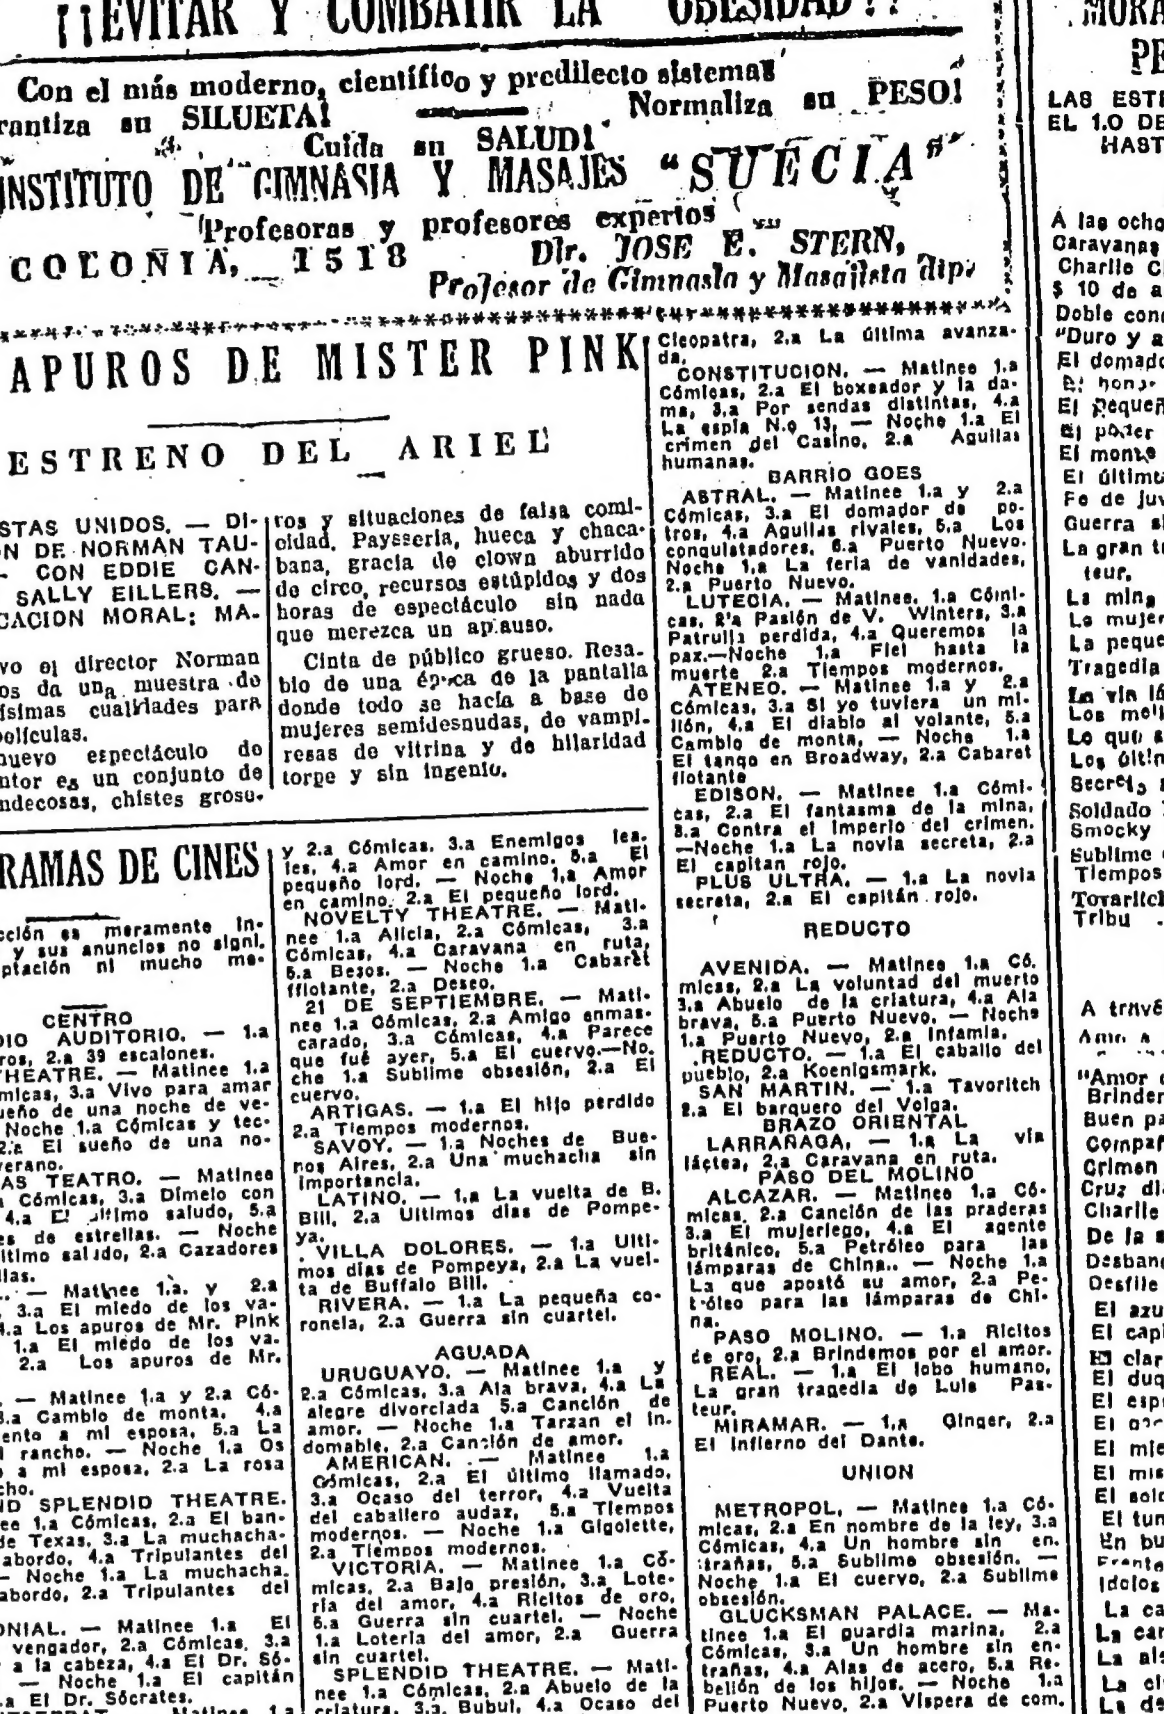 ¡¡EVITAR Y COMBATIR LA OBESIDAD!!
Con el más moderno, científico y predilecto sistema
rantiza su SILUETA! Normaliza su PESO!
Cuida su SALUD!
INSTITUTO DE GIMNASIA Y MASAJES "SUECIA"
Profesoras y profesores expertos
COLONIA, 1518 Dir. JOSE E. STERN,
Profesor de Gimnasia y Masajista dip.
APUROS DE MISTER PINK
ESTRENO DEL ARIEL
STAS UNIDOS. — DI-
ON DE NORMAN TAU-
CON EDDIE CAN-
SALLY EILLERS. —
CACION MORAL: MA-
vo el director Norman
os da una muestra de
ísimas cualidades para
películas.
nuevo espectáculo de
ntor es un conjunto de
ndecosas, chistes grose-
ros y situaciones de falsa comi-
cidad. Paysseria, hueca y chaca-
bana, gracia de clown aburrido
de circo, recursos estúpidos y dos
horas de espectáculo sin nada
que merezca un aplauso.
Cinta de público grueso. Resa-
bio de una época de la pantalla
donde todo se hacía a base de
mujeres semidesnudas, de vampi-
resas de vitrina y de hilaridad
torpe y sin ingenio.
RAMAS DE CINES
cción es meramente in-
y sus anuncios no signi-
ptación ni mucho me-
CENTRO
DIO AUDITORIO. — 1.a
ros, 2.a 39 escalones.
THEATRE. — Matinee 1.a
micas, 3.a Vivo para amar
ueño de una noche de ve-
Noche 1.a Cómicas y tec-
2.a El sueño de una no-
verano.
AS TEATRO. — Matinee
Cómicas, 3.a Dímelo con
4.a El último saludo, 5.a
es de estrellas. — Noche
ltimo saludo, 2.a Cazadores
llas.
— Matinee 1.a. y 2.a
3.a El miedo de los va-
4.a Los apuros de Mr. Pink
1.a El miedo de los va-
2.a Los apuros de Mr.
— Matinee 1.a y 2.a Có-
3.a Cambio de monta, 4.a
ento a mi esposa, 5.a La
l rancho. — Noche 1.a Os
a mi esposa, 2.a La rosa
cho.
ND SPLENDID THEATRE.
ee 1.a Cómicas, 2.a El ban-
de Texas, 3.a La muchacha-
abordo, 4.a Tripulantes del
— Noche 1.a La muchacha.
abordo, 2.a Tripulantes del
ONIAL. — Matinee 1.a El
vengador, 2.a Cómicas, 3.a
a la cabeza, 4.a El Dr. Só-
— Noche 1.a El capitán
.a El Dr. Sócrates.
Matinee 1.a
y 2.a Cómicas. 3.a Enemigos lea-
les, 4.a Amor en camino. 5.a El
pequeño lord. — Noche 1.a Amor
en camino. 2.a El pequeño lord.
NOVELTY THEATRE. — Mati-
nee 1.a Alicia, 2.a Cómicas, 3.a
Cómicas, 4.a Caravana en ruta,
5.a Besos. — Noche 1.a Cabaret
fflotante, 2.a Deseo.
21 DE SEPTIEMBRE. — Mati-
nee 1.a Cómicas, 2.a Amigo enmas-
carado, 3.a Cómicas, 4.a Parece
que fué ayer, 5.a El cuervo.—No-
che 1.a Sublime obsesión, 2.a El
cuervo.
ARTIGAS. — 1.a El hijo perdido
2.a Tiempos modernos.
SAVOY. — 1.a Noches de Bue-
nos Aires, 2.a Una muchacha sin
importancia.
LATINO. — 1.a La vuelta de B.
Bill, 2.a Ultimos días de Pompe-
ya.
VILLA DOLORES. — 1.a Ulti-
mos días de Pompeya, 2.a La vuel-
ta de Buffalo Bill.
RIVERA. — 1.a La pequeña co-
ronela, 2.a Guerra sin cuartel.
AGUADA
URUGUAYO. — Matinee 1.a y
2.a Cómicas, 3.a Ala brava, 4.a La
alegre divorciada 5.a Canción de
amor. — Noche 1.a Tarzan el in-
domable, 2.a Canción de amor.
AMERICAN. — Matinee 1.a
Cómicas, 2.a El último llamado,
3.a Ocaso del terror, 4.a Vuelta
del caballero audaz, 5.a Tiempos
modernos. — Noche 1.a Gigolette,
2.a Tiempos modernos.
VICTORIA. — Matinee 1.a Có-
micas, 2.a Bajo presión, 3.a Lote-
ría del amor, 4.a Ricitos de oro,
5.a Guerra sin cuartel. — Noche
1.a Loteria del amor, 2.a Guerra
sin cuartel.
SPLENDID THEATRE. — Mati-
nee 1.a Cómicas, 2.a Abuelo de la
criatura, 3.a Bubul, 4.a Ocaso del
Cleopatra, 2.a La última avanza-
da.
CONSTITUCION. — Matinee 1.a
Cómicas, 2.a El boxeador y la da-
ma, 3.a Por sendas distintas, 4.a
La espía N.o 13, — Noche 1.a El
crimen del Casino, 2.a Aguilas
humanas.
BARRIO GOES
ASTRAL. — Matinee 1.a y 2.a
Cómicas, 3.a El domador de po-
tros, 4.a Aguilas rivales, 5.a Los
conquistadores, 6.a Puerto Nuevo.
Noche 1.a La feria de vanidades,
2.a Puerto Nuevo.
LUTECIA. — Matinee. 1.a Cómi-
cas, 2.a Pasión de V. Winters, 3.a
Patrulla perdida, 4.a Queremos la
paz.—Noche 1.a Fiel hasta la
muerte 2.a Tiempos modernos.
ATENEO. — Matinee 1.a y 2.a
Cómicas, 3.a Si yo tuviera un mi-
llón, 4.a El diablo al volante, 5.a
Cambio de monta, — Noche 1.a
El tango en Broadway, 2.a Cabaret
flotante
EDISON. — Matinee 1.a Cómi-
cas, 2.a El fantasma de la mina,
3.a Contra el imperio del crimen.
—Noche 1.a La novia secreta, 2.a
El capitan rojo.
PLUS ULTRA. — 1.a La novia
secreta, 2.a El capitán rojo.
REDUCTO
AVENIDA. — Matinee 1.a Có-
micas, 2.a La voluntad del muerto
3.a Abuelo de la criatura, 4.a Ala
brava, 5.a Puerto Nuevo. — Noche
1.a Puerto Nuevo, 2.a Infamia.
REDUCTO. — 1.a El caballo del
pueblo, 2.a Koenigsmark.
SAN MARTIN. — 1.a Tavoritch
2.a El barquero del Volga.
BRAZO ORIENTAL
LARRAÑAGA, — 1.a La vía
láctea, 2.a Caravana en ruta.
PASO DEL MOLINO
ALCAZAR. — Matinee 1.a Có-
micas, 2.a Canción de las praderas
3.a El mujeriego, 4.a El agente
británico, 5.a Petróleo para las
lámparas de China.. — Noche 1.a
La que apostó su amor, 2.a Pe-
tróleo para las lámparas de Chi-
na.
PASO MOLINO. — 1.a Ricitos
de oro, 2.a Brindemos por el amor.
REAL. — 1.a El lobo humano,
La gran tragedia de Luis Pas-
teur.
MIRAMAR. — 1.a Ginger, 2.a
El Infierno del Dante.
UNION
METROPOL, — Matinee 1.a Có-
micas, 2.a En nombre de la ley, 3.a
Cómicas, 4.a Un hombre sin en-
trañas, 5.a Sublime obsesión. —
Noche 1.a El cuervo, 2.a Sublime
obsesión.
GLUCKSMAN PALACE. — Ma-
tinee 1.a El guardia marina, 2.a
Cómicas, 3.a Un hombre sin en-
trañas, 4.a Alas de acero, 5.a Re-
belión de los hijos. — Noche 1.a
Puerto Nuevo, 2.a Víspera de com-
MORA
PE
LAS ESTR
EL 1.O DE
HAST
A las ocho
Caravanas
Charlie C
$ 10 de a
Doble con
"Duro y a
El domado
El pequeñ
El poder
El monte
El último
Fe de juv
Guerra si
La gran tr
teur.
La mina
La mujer
La peque
Tragedia
La vía lá
Los mell
Lo que s
Los últin
Secreto
Soldado
Smocky
Sublime
Tiempos
Tovaritch
Tribu
A travé
"Amor
Brinden
Buen pa
Compañ
Crimen
Cruz di
Charlie
De la s
Desband
Desfile
El azu
El capi
El clar
El duq
El espi
El mie
El mis
El sold
El tun
En bu
Frente
Idolos
La ca
La car
La als
La ci
La de